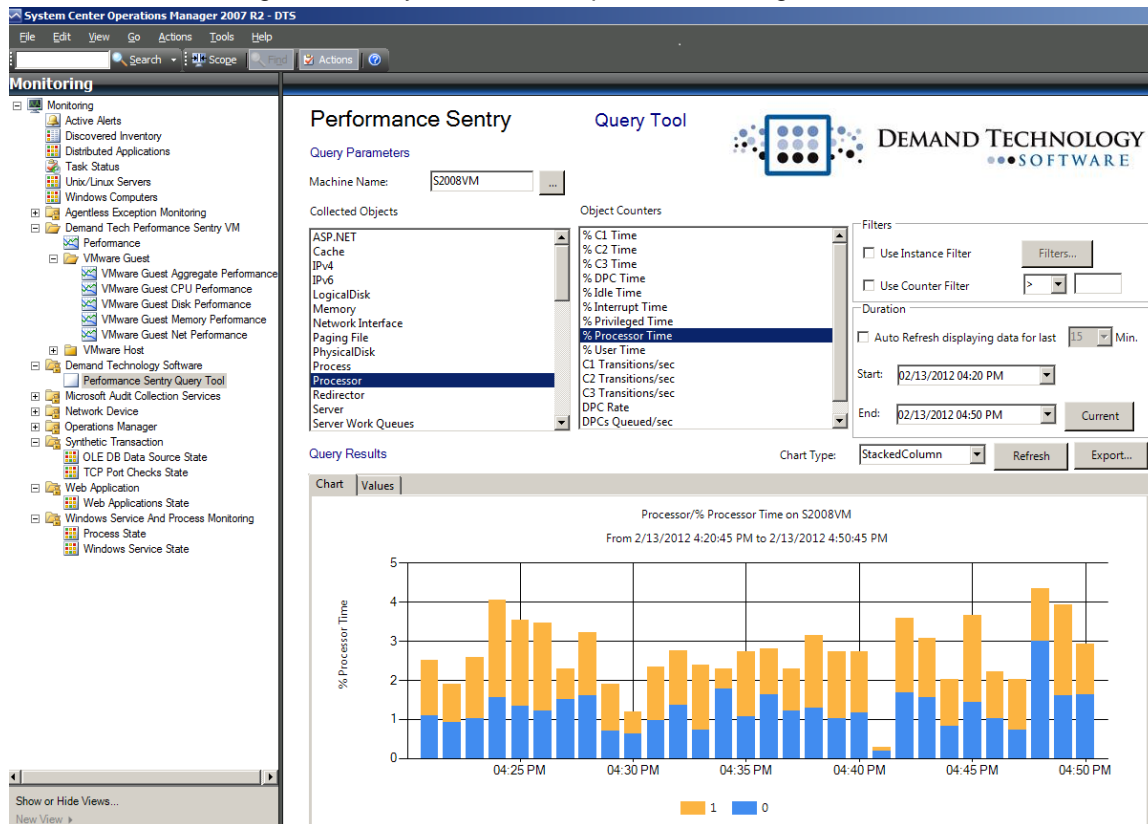 System Center Operations Manager 2007 R2 - DTS
File Edit View Go Actions Tools Help
Search Scope Find Actions
Monitoring
Monitoring
Active Alerts
Discovered Inventory
Distributed Applications
Task Status
Unix/Linux Servers
Windows Computers
Agentless Exception Monitoring
Demand Tech Performance Sentry VM
Performance
VMware Guest
VMware Guest Aggregate Performance
VMware Guest CPU Performance
VMware Guest Disk Performance
VMware Guest Memory Performance
VMware Guest Net Performance
VMware Host
Demand Technology Software
Performance Sentry Query Tool
Microsoft Audit Collection Services
Network Device
Operations Manager
Synthetic Transaction
OLE DB Data Source State
TCP Port Checks State
Web Application
Web Applications State
Windows Service And Process Monitoring
Process State
Windows Service State
Show or Hide Views...
New View
Performance Sentry Query Tool
DEMAND TECHNOLOGY
SOFTWARE
Query Parameters
Machine Name: S2008VM ...
Collected Objects
ASP.NET
Cache
IPv4
IPv6
LogicalDisk
Memory
Network Interface
Paging File
PhysicalDisk
Process
Processor
Redirector
Server
Server Work Queues
Object Counters
% C1 Time
% C2 Time
% C3 Time
% DPC Time
% Idle Time
% Interrupt Time
% Privileged Time
% Processor Time
% User Time
C1 Transitions/sec
C2 Transitions/sec
C3 Transitions/sec
DPC Rate
DPCs Queued/sec
Filters
Use Instance Filter Filters...
Use Counter Filter >
Duration
Auto Refresh displaying data for last 15 Min.
Start: 02/13/2012 04:20 PM
End: 02/13/2012 04:50 PM Current
Query Results Chart Type: StackedColumn Refresh Export...
Chart Values
Processor/% Processor Time on S2008VM
From 2/13/2012 4:20:45 PM to 2/13/2012 4:50:45 PM
% Processor Time
5
4
3
2
1
0
04:25 PM 04:30 PM 04:35 PM 04:40 PM 04:45 PM 04:50 PM
1 0